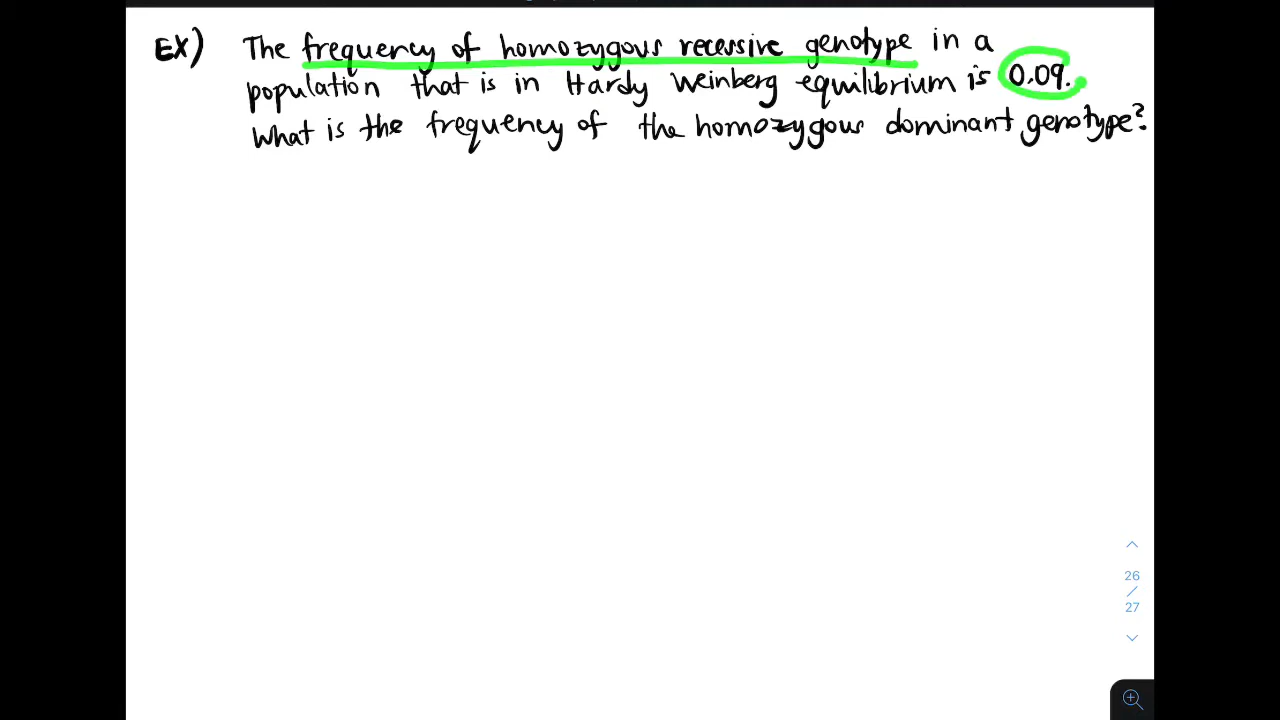 EX) The frequency of homozygous recessive genotype in a
population that is in Hardy Weinberg equilibrium is 0.09.
What is the frequency of the homozygous dominant genotype?
26
/
27